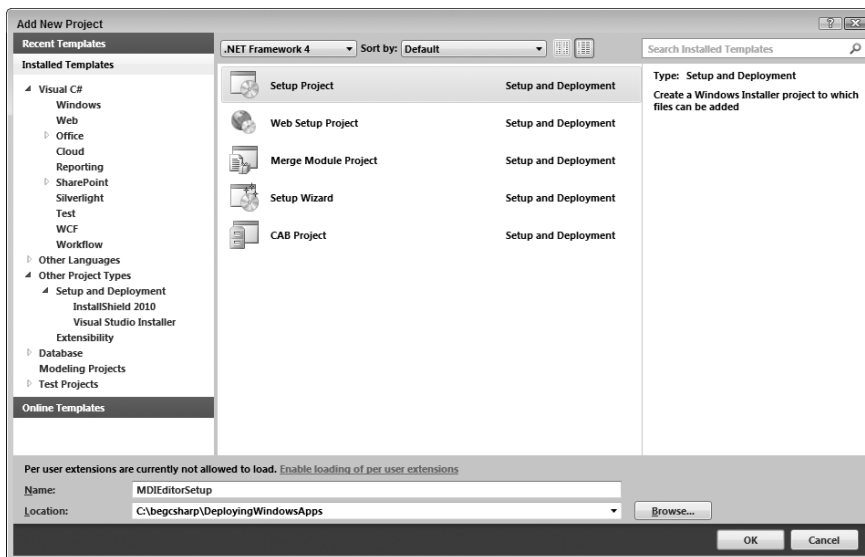 Add New Project
Recent Templates
.NET Framework 4 Sort by: Default
Search Installed Templates
Installed Templates
Visual C#
Windows
Web
Office
Cloud
Reporting
SharePoint
Silverlight
Test
WCF
Workflow
Other Languages
Other Project Types
Setup and Deployment
InstallShield 2010
Visual Studio Installer
Extensibility
Database
Modeling Projects
Test Projects
Online Templates
Setup Project Setup and Deployment
Web Setup Project Setup and Deployment
Merge Module Project Setup and Deployment
Setup Wizard Setup and Deployment
CAB Project Setup and Deployment
Type: Setup and Deployment
Create a Windows Installer project to which
files can be added
Per user extensions are currently not allowed to load. Enable loading of per user extensions
Name: MDIEditorSetup
Location: C:\begcsharp\DeployingWindowsApps
Browse...
OK Cancel